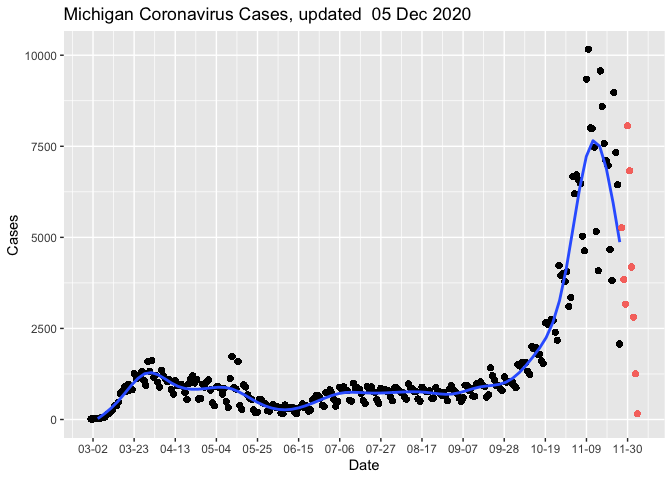 Michigan Coronavirus Cases, updated  05 Dec 2020
10000
7500
5000
2500
0
Cases
03-02 03-23 04-13 05-04 05-25 06-15 07-06 07-27 08-17 09-07 09-28 10-19 11-09 11-30
Date